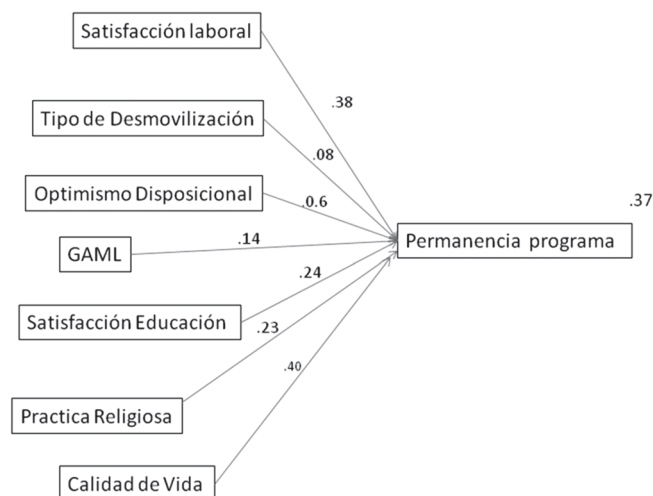 Satisfacción laboral
.38
Tipo de Desmovilización
.08
Optimismo Disposicional
.0.6
.37
.14
Permanencia programa
GAML
.24
Satisfacción Educación
.23
.40
Practica Religiosa
Calidad de Vida